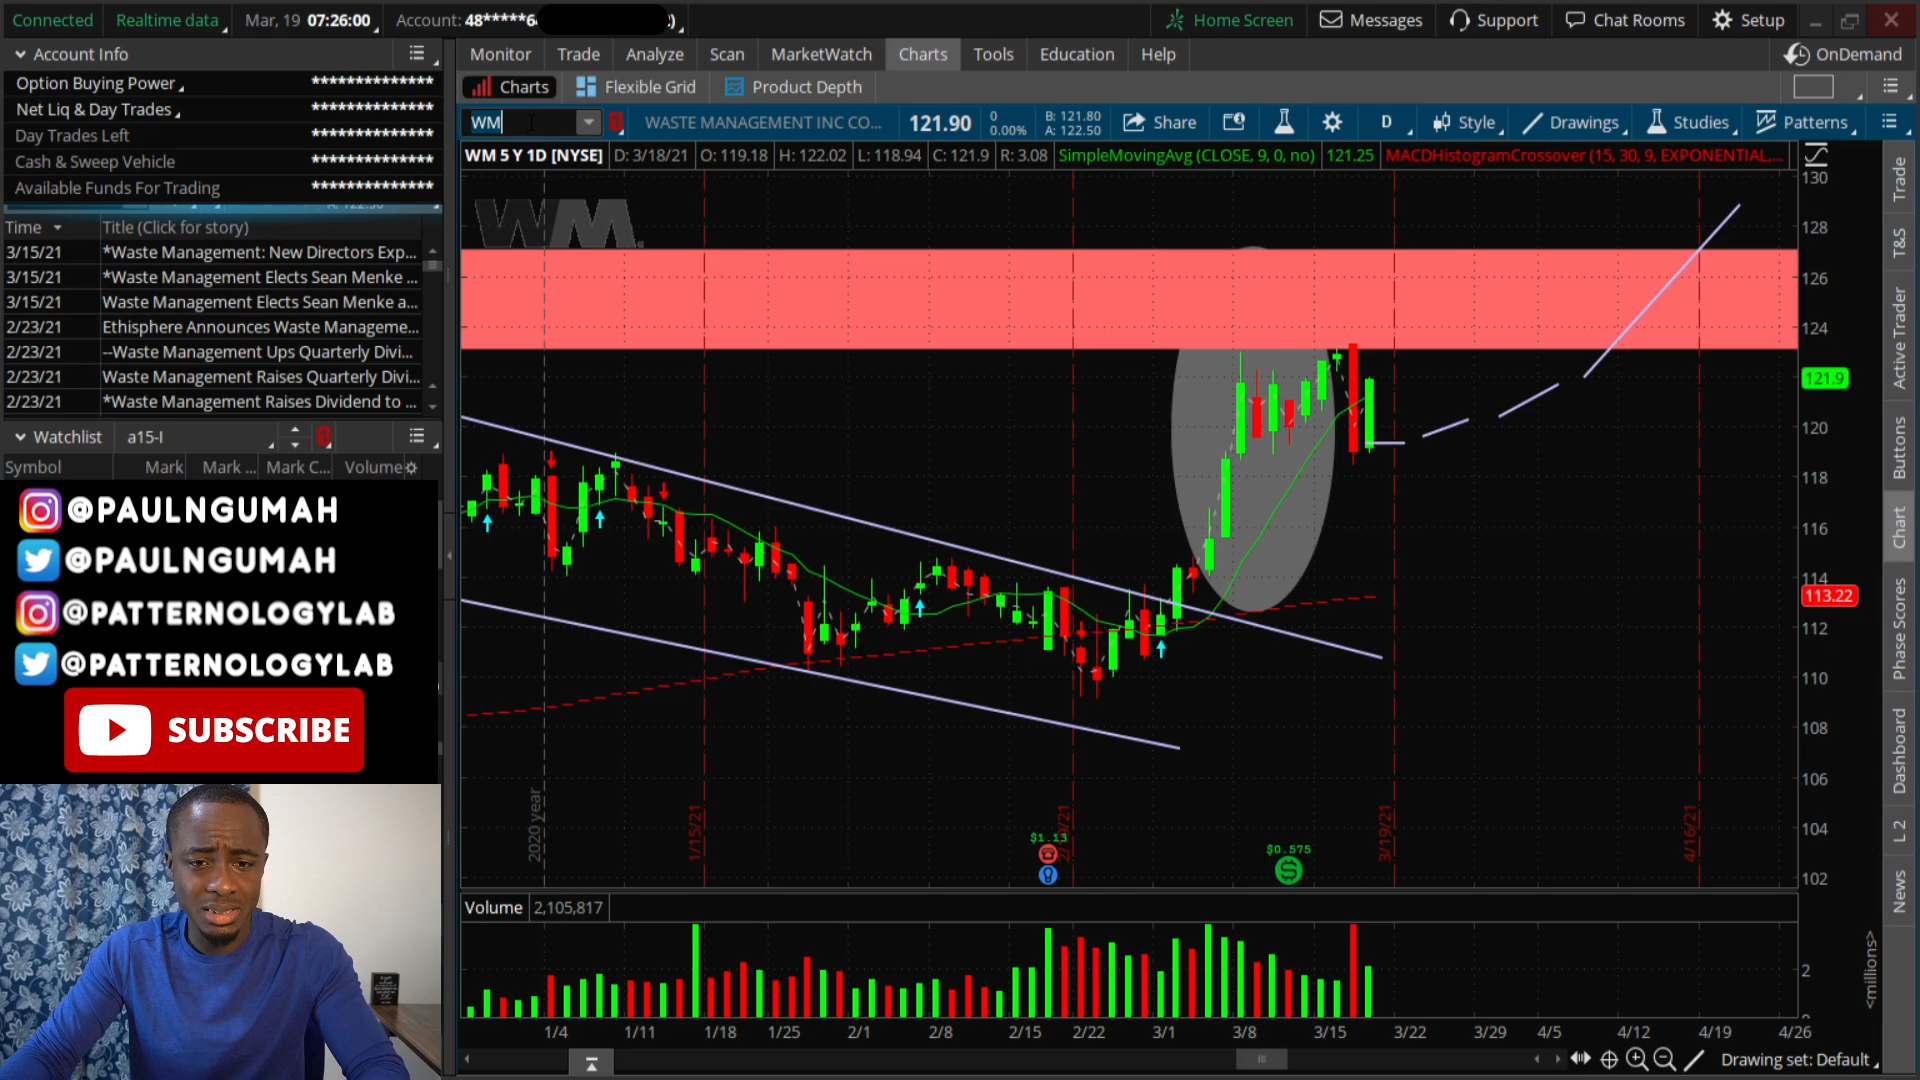 Connected Realtime data Mar, 19 07:26:00 Account: 48*****6 ) Home Screen Messages Support Chat Rooms Setup
Account Info
Monitor Trade Analyze Scan MarketWatch Charts Tools Education Help OnDemand
Option Buying Power **************
Charts Flexible Grid Product Depth
Net Liq & Day Trades **************
Day Trades Left **************
Cash & Sweep Vehicle **************
Available Funds For Trading **************
WM WASTE MANAGEMENT INC CO... 121.90 0 0.00% B: 121.80 A: 122.50 Share D Style Drawings Studies Patterns
WM 5 Y 1D [NYSE] D: 3/18/21 O: 119.18 H: 122.02 L: 118.94 C: 121.9 R: 3.08 SimpleMovingAvg (CLOSE, 9, 0, no) 121.25 MACDHistogramCrossover (15, 30, 9, EXPONENTIAL,...
WM.
Time Title (Click for story)
3/15/21 *Waste Management: New Directors Exp...
3/15/21 *Waste Management Elects Sean Menke ...
3/15/21 Waste Management Elects Sean Menke a...
2/23/21 Ethisphere Announces Waste Manageme...
2/23/21 --Waste Management Ups Quarterly Divi...
2/23/21 Waste Management Raises Quarterly Divi...
2/23/21 *Waste Management Raises Dividend to ...
Watchlist a15-I
Symbol Mark Mark ... Mark C... Volume
@PAULNGUMAH
@PAULNGUMAH
@PATTERNOLOGYLAB
@PATTERNOLOGYLAB
SUBSCRIBE
130
128
126
124
121.9
120
118
116
114
113.22
112
110
108
106
104
102
2020 year
1/15/21
3/19/21
4/16/21
$1.13
$0.575
Volume 2,105,817
2
<millions>
1/4 1/11 1/18 1/25 2/1 2/8 2/15 2/22 3/1 3/8 3/15 3/22 3/29 4/5 4/12 4/19 4/26
Drawing set: Default
Trade
T&S
Active Trader
Buttons
Chart
Phase Scores
Dashboard
L 2
News